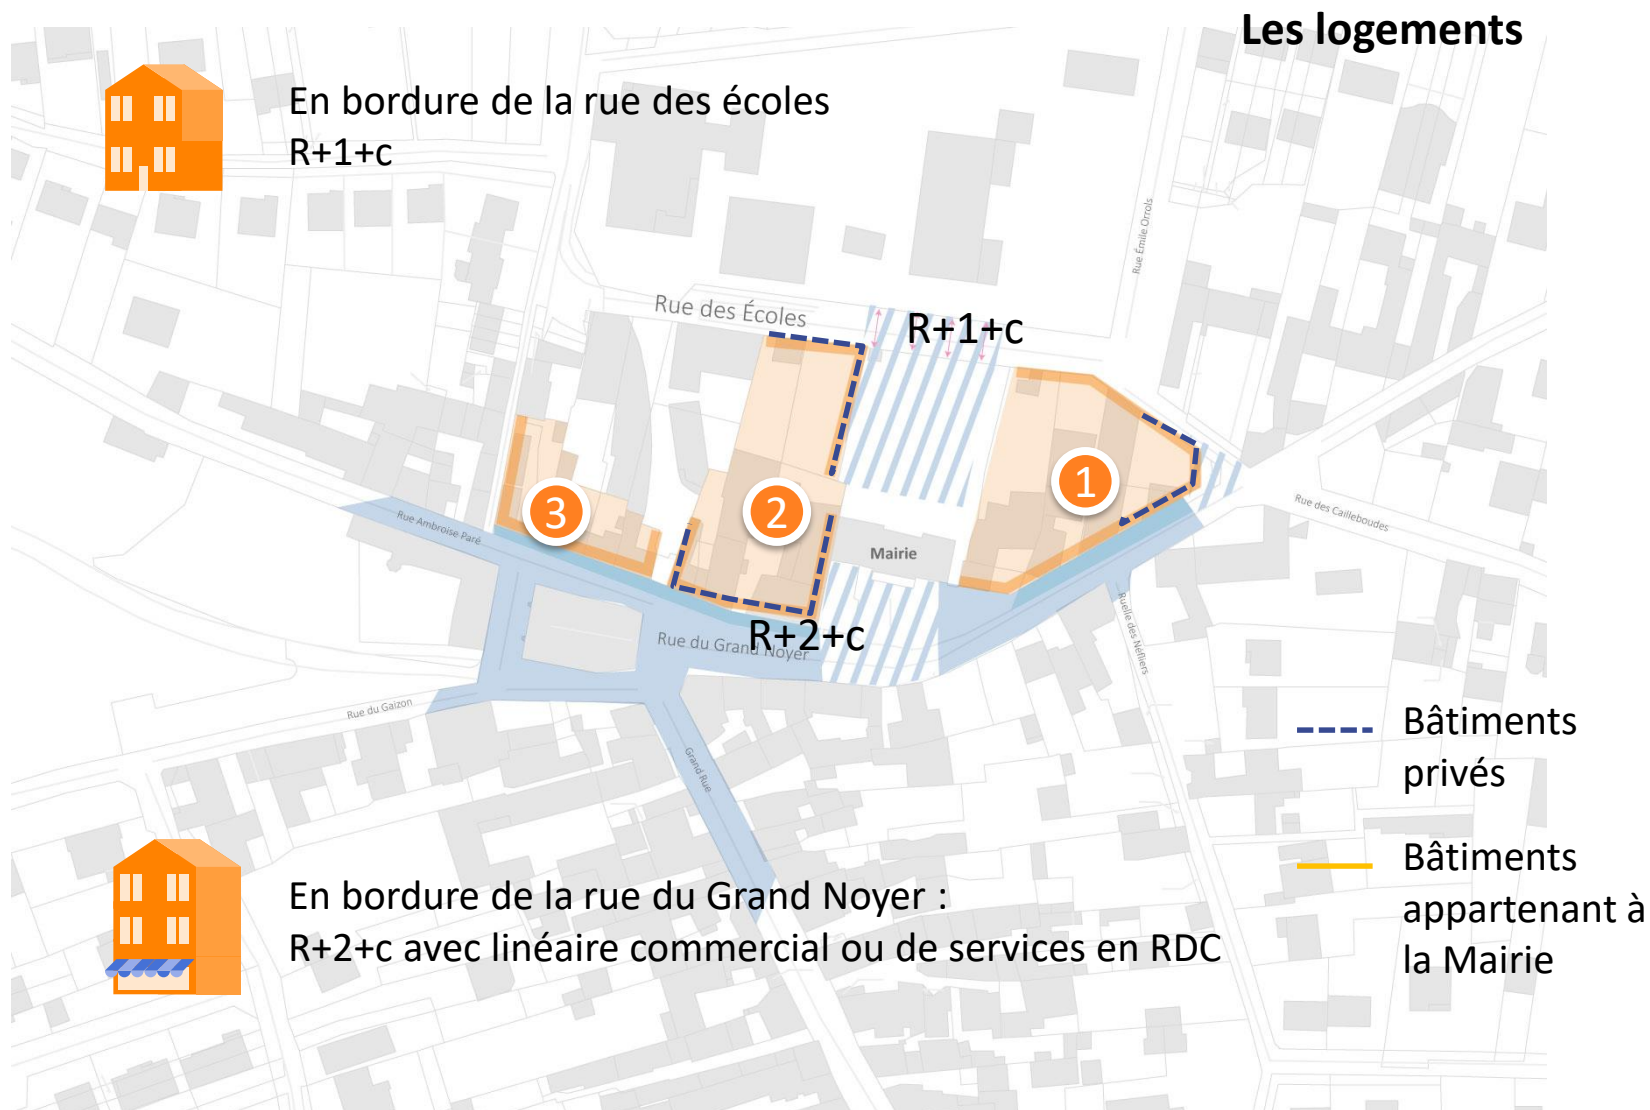 Les logements
En bordure de la rue des écoles
R+1+c
Rue Émile Orrols
Rue des Écoles
R+1+c
1
2
3
Rue des Cailleboudes
Rue Ambroise Paré
Mairie
Ruelle des Néfliers
R+2+c
Rue du Grand Noyer
Rue du Gaizon
Grand Rue
Bâtiments
privés
Bâtiments
appartenant à
la Mairie
En bordure de la rue du Grand Noyer :
R+2+c avec linéaire commercial ou de services en RDC